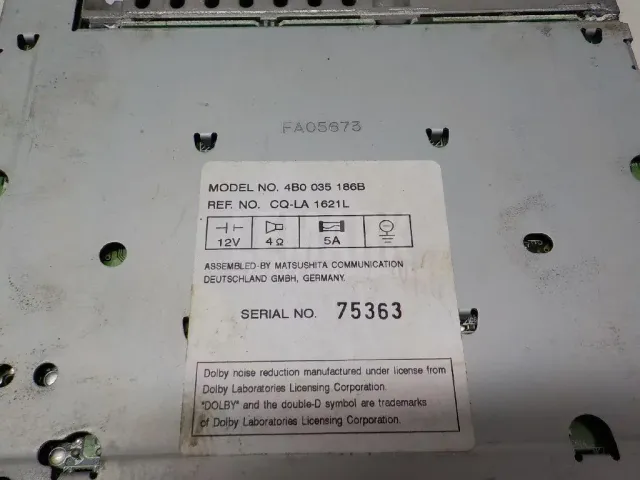 FA05673
MODEL NO. 4B0 035 186B
REF. NO. CQ-LA 1621L
12V 4Ω 5A
ASSEMBLED BY MATSUSHITA COMMUNICATION
DEUTSCHLAND GMBH, GERMANY.
SERIAL NO. 75363
Dolby noise reduction manufactured under license from
Dolby Laboratories Licensing Corporation.
"DOLBY" and the double-D symbol are trademarks
of Dolby Laboratories Licensing Corporation.